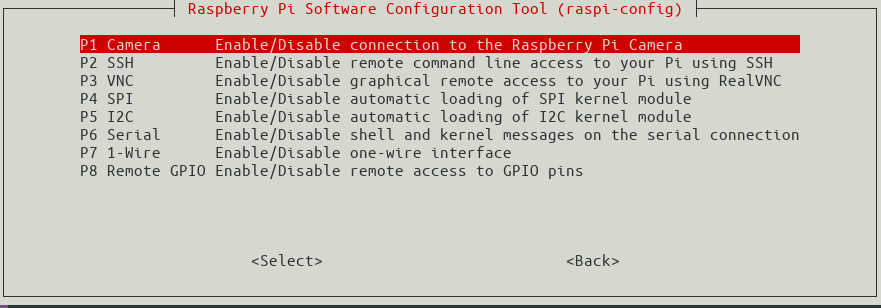 Raspberry Pi Software Configuration Tool (raspi-config)
P1 Camera Enable/Disable connection to the Raspberry Pi Camera
P2 SSH Enable/Disable remote command line access to your Pi using SSH
P3 VNC Enable/Disable graphical remote access to your Pi using RealVNC
P4 SPI Enable/Disable automatic loading of SPI kernel module
P5 I2C Enable/Disable automatic loading of I2C kernel module
P6 Serial Enable/Disable shell and kernel messages on the serial connection
P7 1-Wire Enable/Disable one-wire interface
P8 Remote GPIO Enable/Disable remote access to GPIO pins
<Select> <Back>